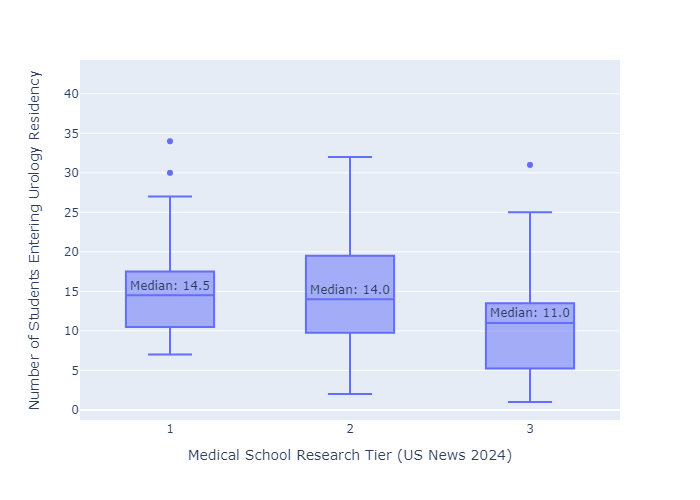 Number of Students Entering Urology Residency
40
35
30
25
20
15
10
5
0
Median: 14.5
Median: 14.0
Median: 11.0
1
2
3
Medical School Research Tier (US News 2024)